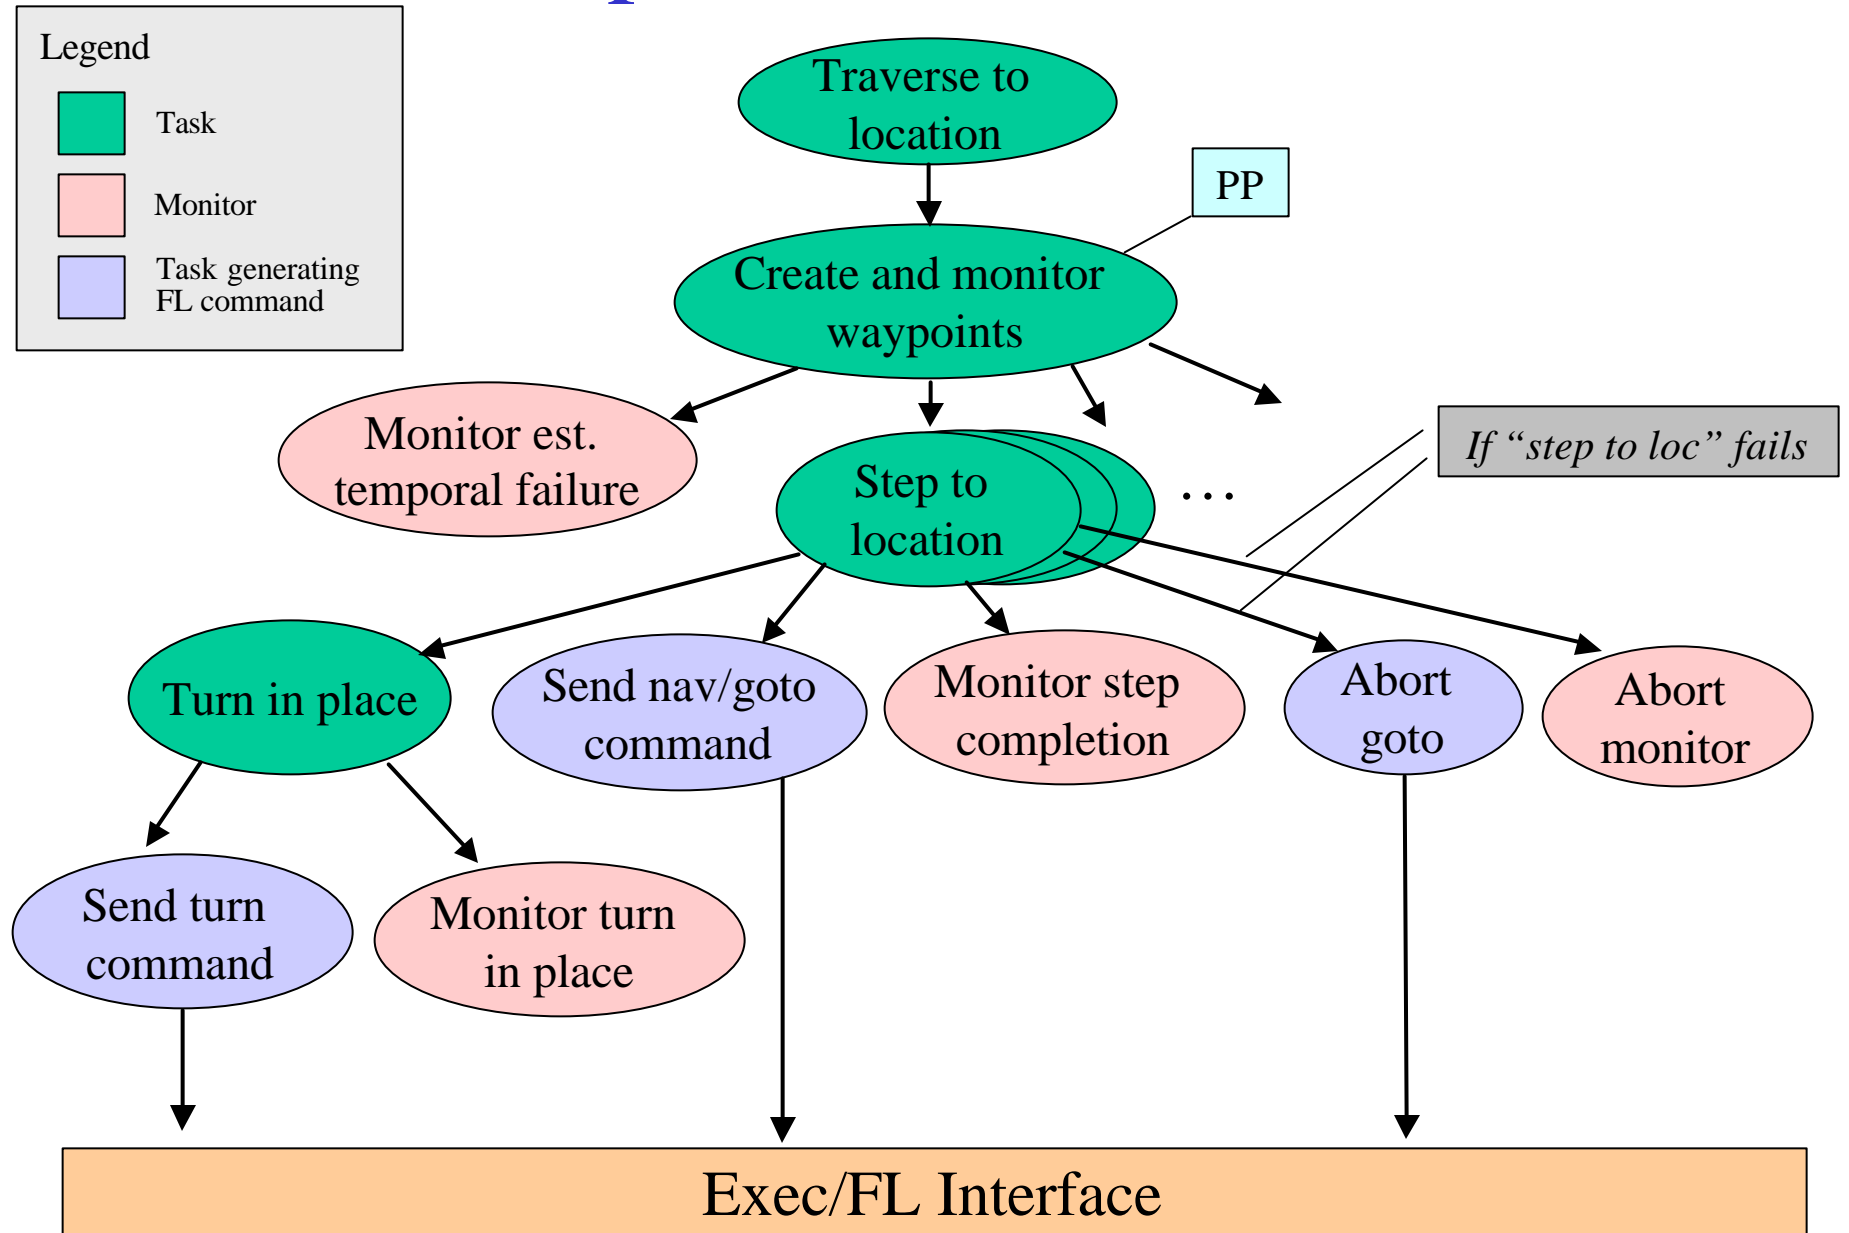 Legend
Task
Monitor
Task generating
FL command
Traverse to
location
PP
Create and monitor
waypoints
Monitor est.
temporal failure
Step to
location
…
If “step to loc” fails
Turn in place
Send nav/goto
command
Monitor step
completion
Abort
goto
Abort
monitor
Send turn
command
Monitor turn
in place
Exec/FL Interface